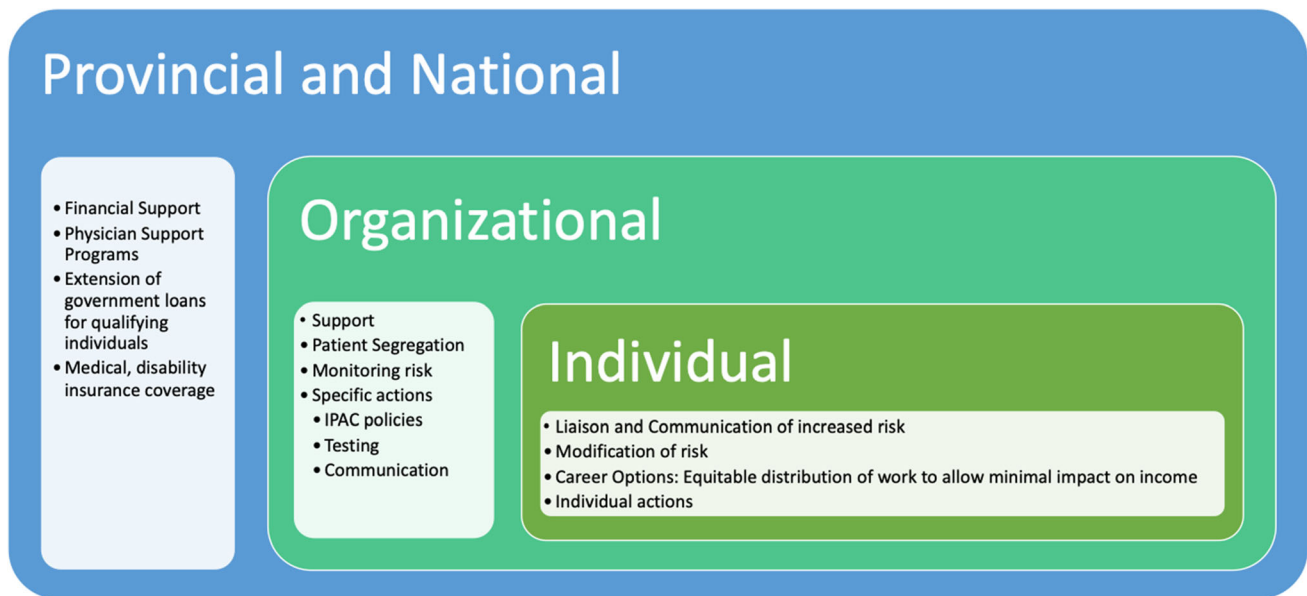 Provincial and National
• Financial Support
• Physician Support
Programs
• Extension of
government loans
for qualifying
individuals
• Medical, disability
insurance coverage
Organizational
• Support
• Patient Segregation
• Monitoring risk
• Specific actions
• IPAC policies
• Testing
• Communication
Individual
• Liaison and Communication of increased risk
• Modification of risk
• Career Options: Equitable distribution of work to allow minimal impact on income
• Individual actions